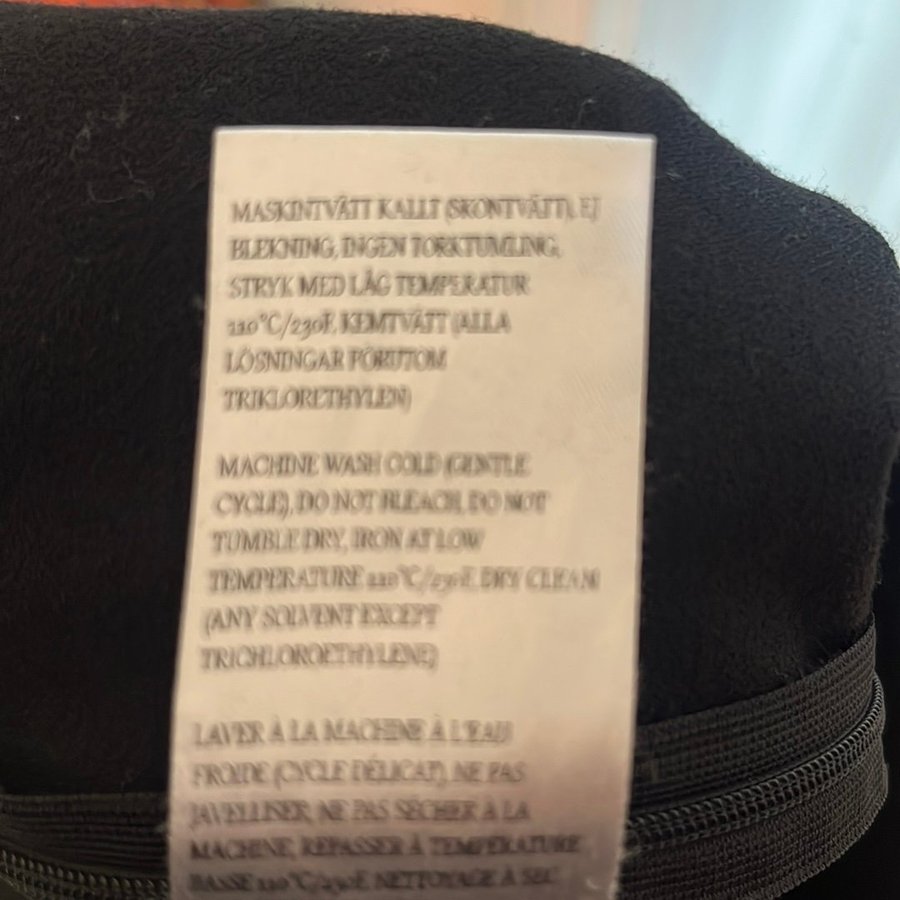 MASKINTVÄTT KALLT (SKONTVÄTT), EJ
BLEKNING, INGEN TORKTUMLING,
STRYK MED LÅG TEMPERATUR
110°C/230F, KEMTVÄTT (ALLA
LÖSNINGAR FÖRUTOM
TRIKLORETHYLEN)
MACHINE WASH COLD (GENTLE
CYCLE), DO NOT BLEACH, DO NOT
TUMBLE DRY, IRON AT LOW
TEMPERATURE 110°C/230F, DRY CLEAN
(ANY SOLVENT EXCEPT
TRICHLOROETHYLENE)
LAVER À LA MACHINE À L'EAU
FROIDE (CYCLE DÉLICAT), NE PAS
JAVELLISER, NE PAS SÉCHER À LA
MACHINE, REPASSER À TEMPÉRATURE
BASSE 110°C/230F, NETTOYAGE À SEC